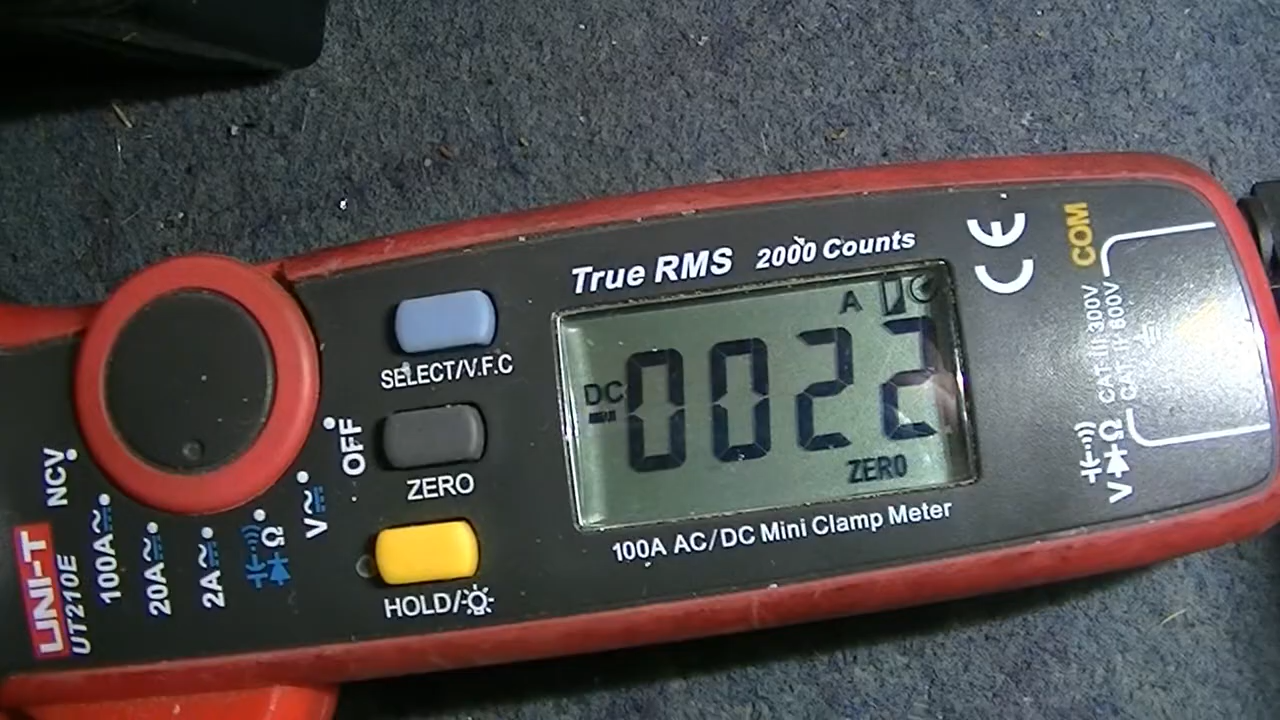 True RMS 2000 Counts
A
DC 0022
ZERO
100A AC/DC Mini Clamp Meter
SELECT/V.F.C
ZERO
HOLD/
OFF
V
Ω
2A
20A
100A
NCV
UNI-T
UT210E
CE
COM
CAT III 300V
CAT II 600V
VΩ